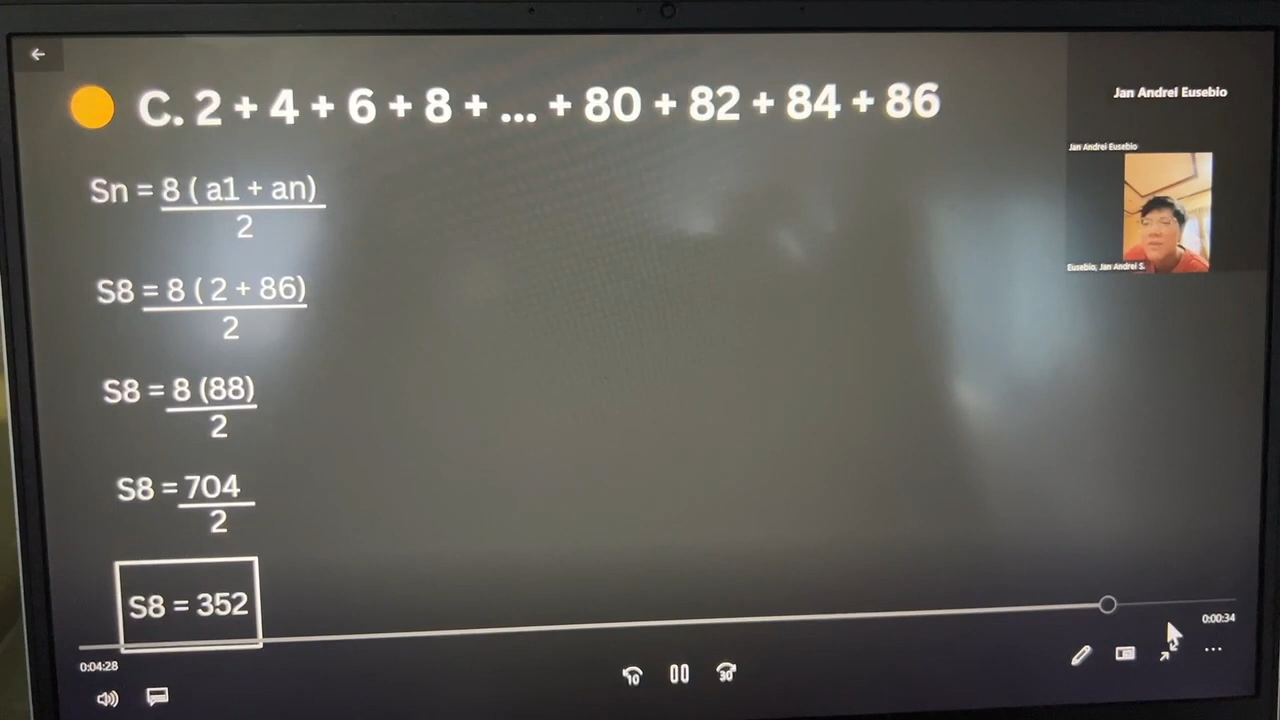 C. 2 + 4 + 6 + 8 + ... + 80 + 82 + 84 + 86
Jan Andrei Eusebio
Jan Andrei Eusebio
Eusebio, Jan Andrei S.
Sn = 8 ( a1 + an)
2
S8 = 8 ( 2 + 86)
2
S8 = 8 (88)
2
S8 = 704
2
S8 = 352
0:04:28
0:00:34
10
30